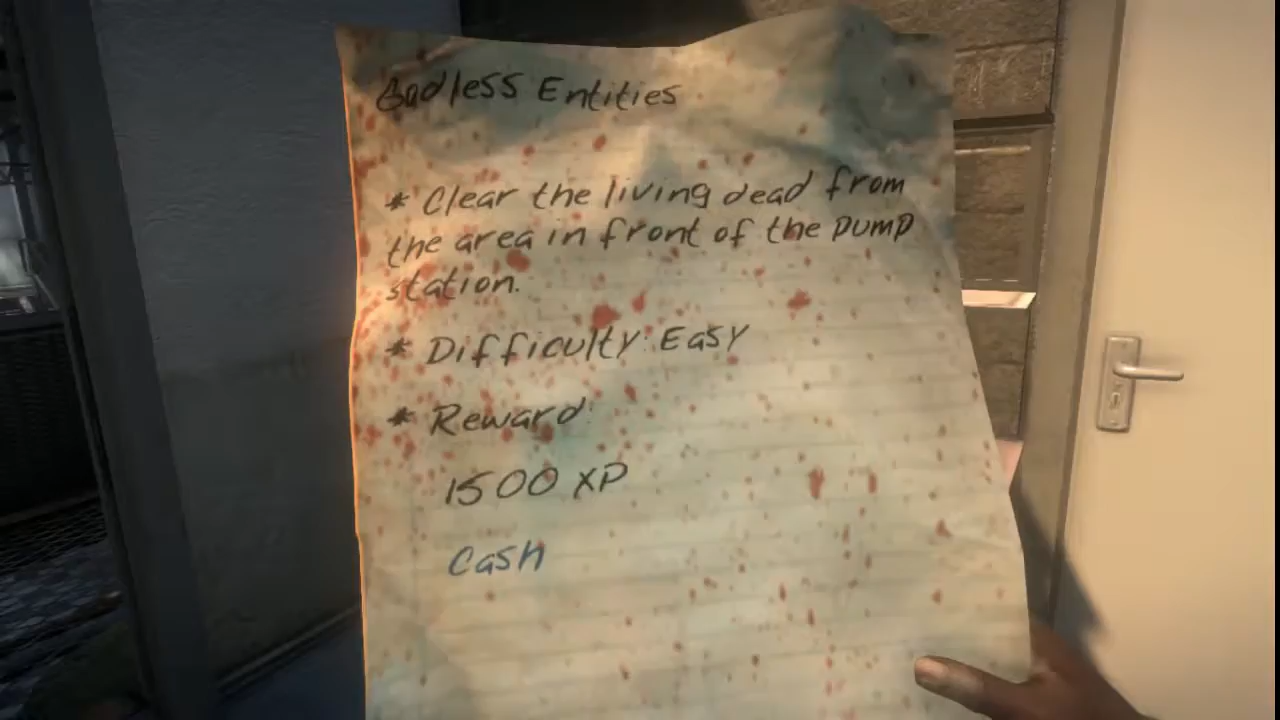 Godless Entities
* Clear the living dead from
the area in front of the pump
station.
* Difficulty: Easy
* Reward:
1500 XP
Cash